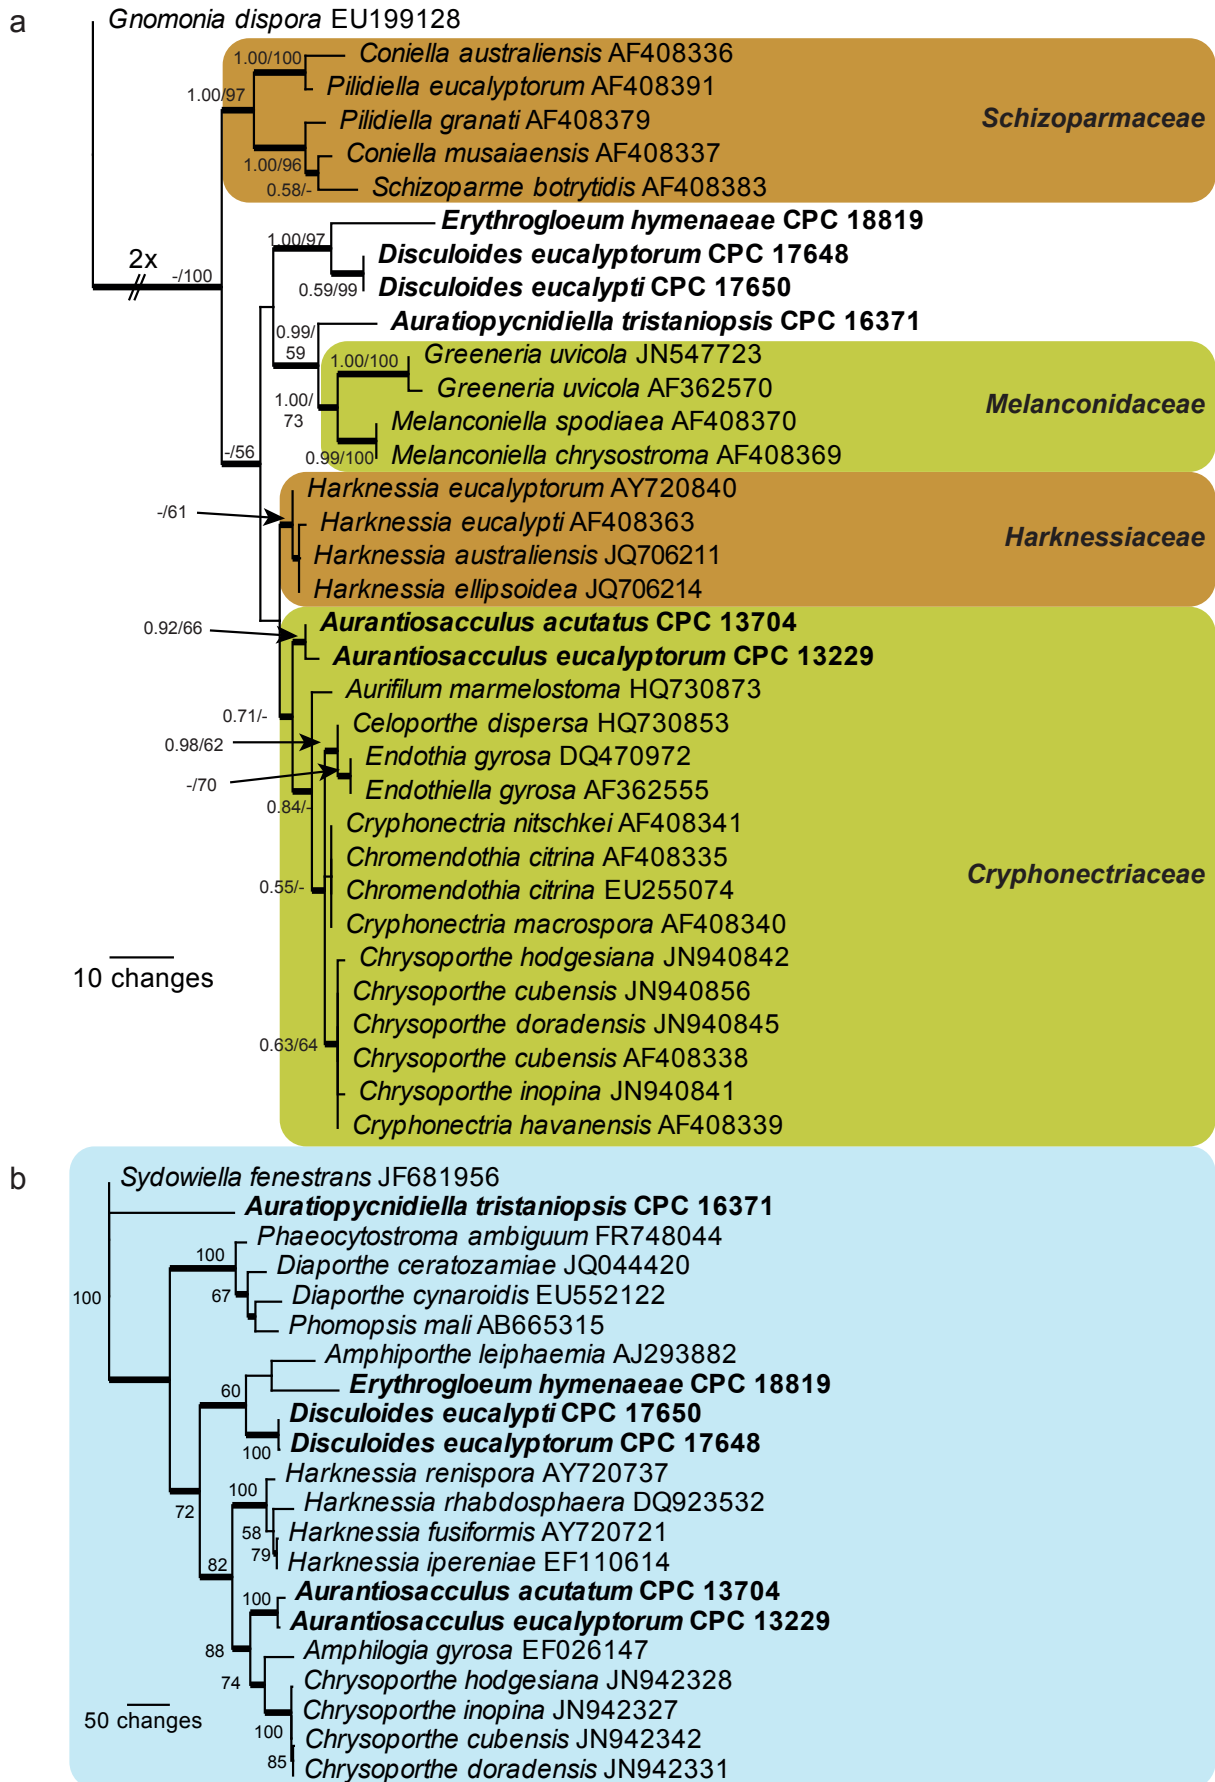 a
Gnomonia dispora EU199128
Coniella australiensis AF408336
1.00/100
Pilidiella eucalyptorum AF408391
1.00/97
Pilidiella granati AF408379
Schizoparmaceae
Coniella musaiaensis AF408337
1.00/96
Schizoparme botrytidis AF408383
0.58/-
Erythrogloeum hymenaeae CPC 18819
1.00/97
Disculoides eucalyptorum CPC 17648
2x
-/100
Disculoides eucalypti CPC 17650
0.59/99
Auratiopycnidiella tristaniopsis CPC 16371
0.99/
59
Greeneria uvicola JN547723
1.00/100
Greeneria uvicola AF362570
1.00/
73
Melanconidaceae
Melanconiella spodiaea AF408370
-/56
Melanconiella chrysostroma AF408369
0.99/100
Harknessia eucalyptorum AY720840
-/61
Harknessia eucalypti AF408363
Harknessiaceae
Harknessia australiensis JQ706211
Harknessia ellipsoidea JQ706214
Aurantiosacculus acutatus CPC 13704
0.92/66
Aurantiosacculus eucalyptorum CPC 13229
Aurifilum marmelostoma HQ730873
0.71/-
Celoporthe dispersa HQ730853
0.98/62
Endothia gyrosa DQ470972
-/70
Endothiella gyrosa AF362555
0.84/-
Cryphonectria nitschkei AF408341
Chromendothia citrina AF408335
Cryphonectriaceae
0.55/-
Chromendothia citrina EU255074
Cryphonectria macrospora AF408340
10 changes
Chrysoporthe hodgesiana JN940842
Chrysoporthe cubensis JN940856
Chrysoporthe doradensis JN940845
0.63/64
Chrysoporthe cubensis AF408338
Chrysoporthe inopina JN940841
Cryphonectria havanensis AF408339
b
Sydowiella fenestrans JF681956
Auratiopycnidiella tristaniopsis CPC 16371
Phaeocytostroma ambiguum FR748044
100
Diaporthe ceratozamiae JQ044420
100
67
Diaporthe cynaroidis EU552122
Phomopsis mali AB665315
Amphiporthe leiphaemia AJ293882
Erythrogloeum hymenaeae CPC 18819
60
Disculoides eucalypti CPC 17650
Disculoides eucalyptorum CPC 17648
100
Harknessia renispora AY720737
100
Harknessia rhabdosphaera DQ923532
72
58
Harknessia fusiformis AY720721
79
Harknessia ipereniae EF110614
82
Aurantiosacculus acutatum CPC 13704
100
Aurantiosacculus eucalyptorum CPC 13229
88
Amphilogia gyrosa EF026147
74
Chrysoporthe hodgesiana JN942328
50 changes
Chrysoporthe inopina JN942327
100
Chrysoporthe cubensis JN942342
85
Chrysoporthe doradensis JN942331